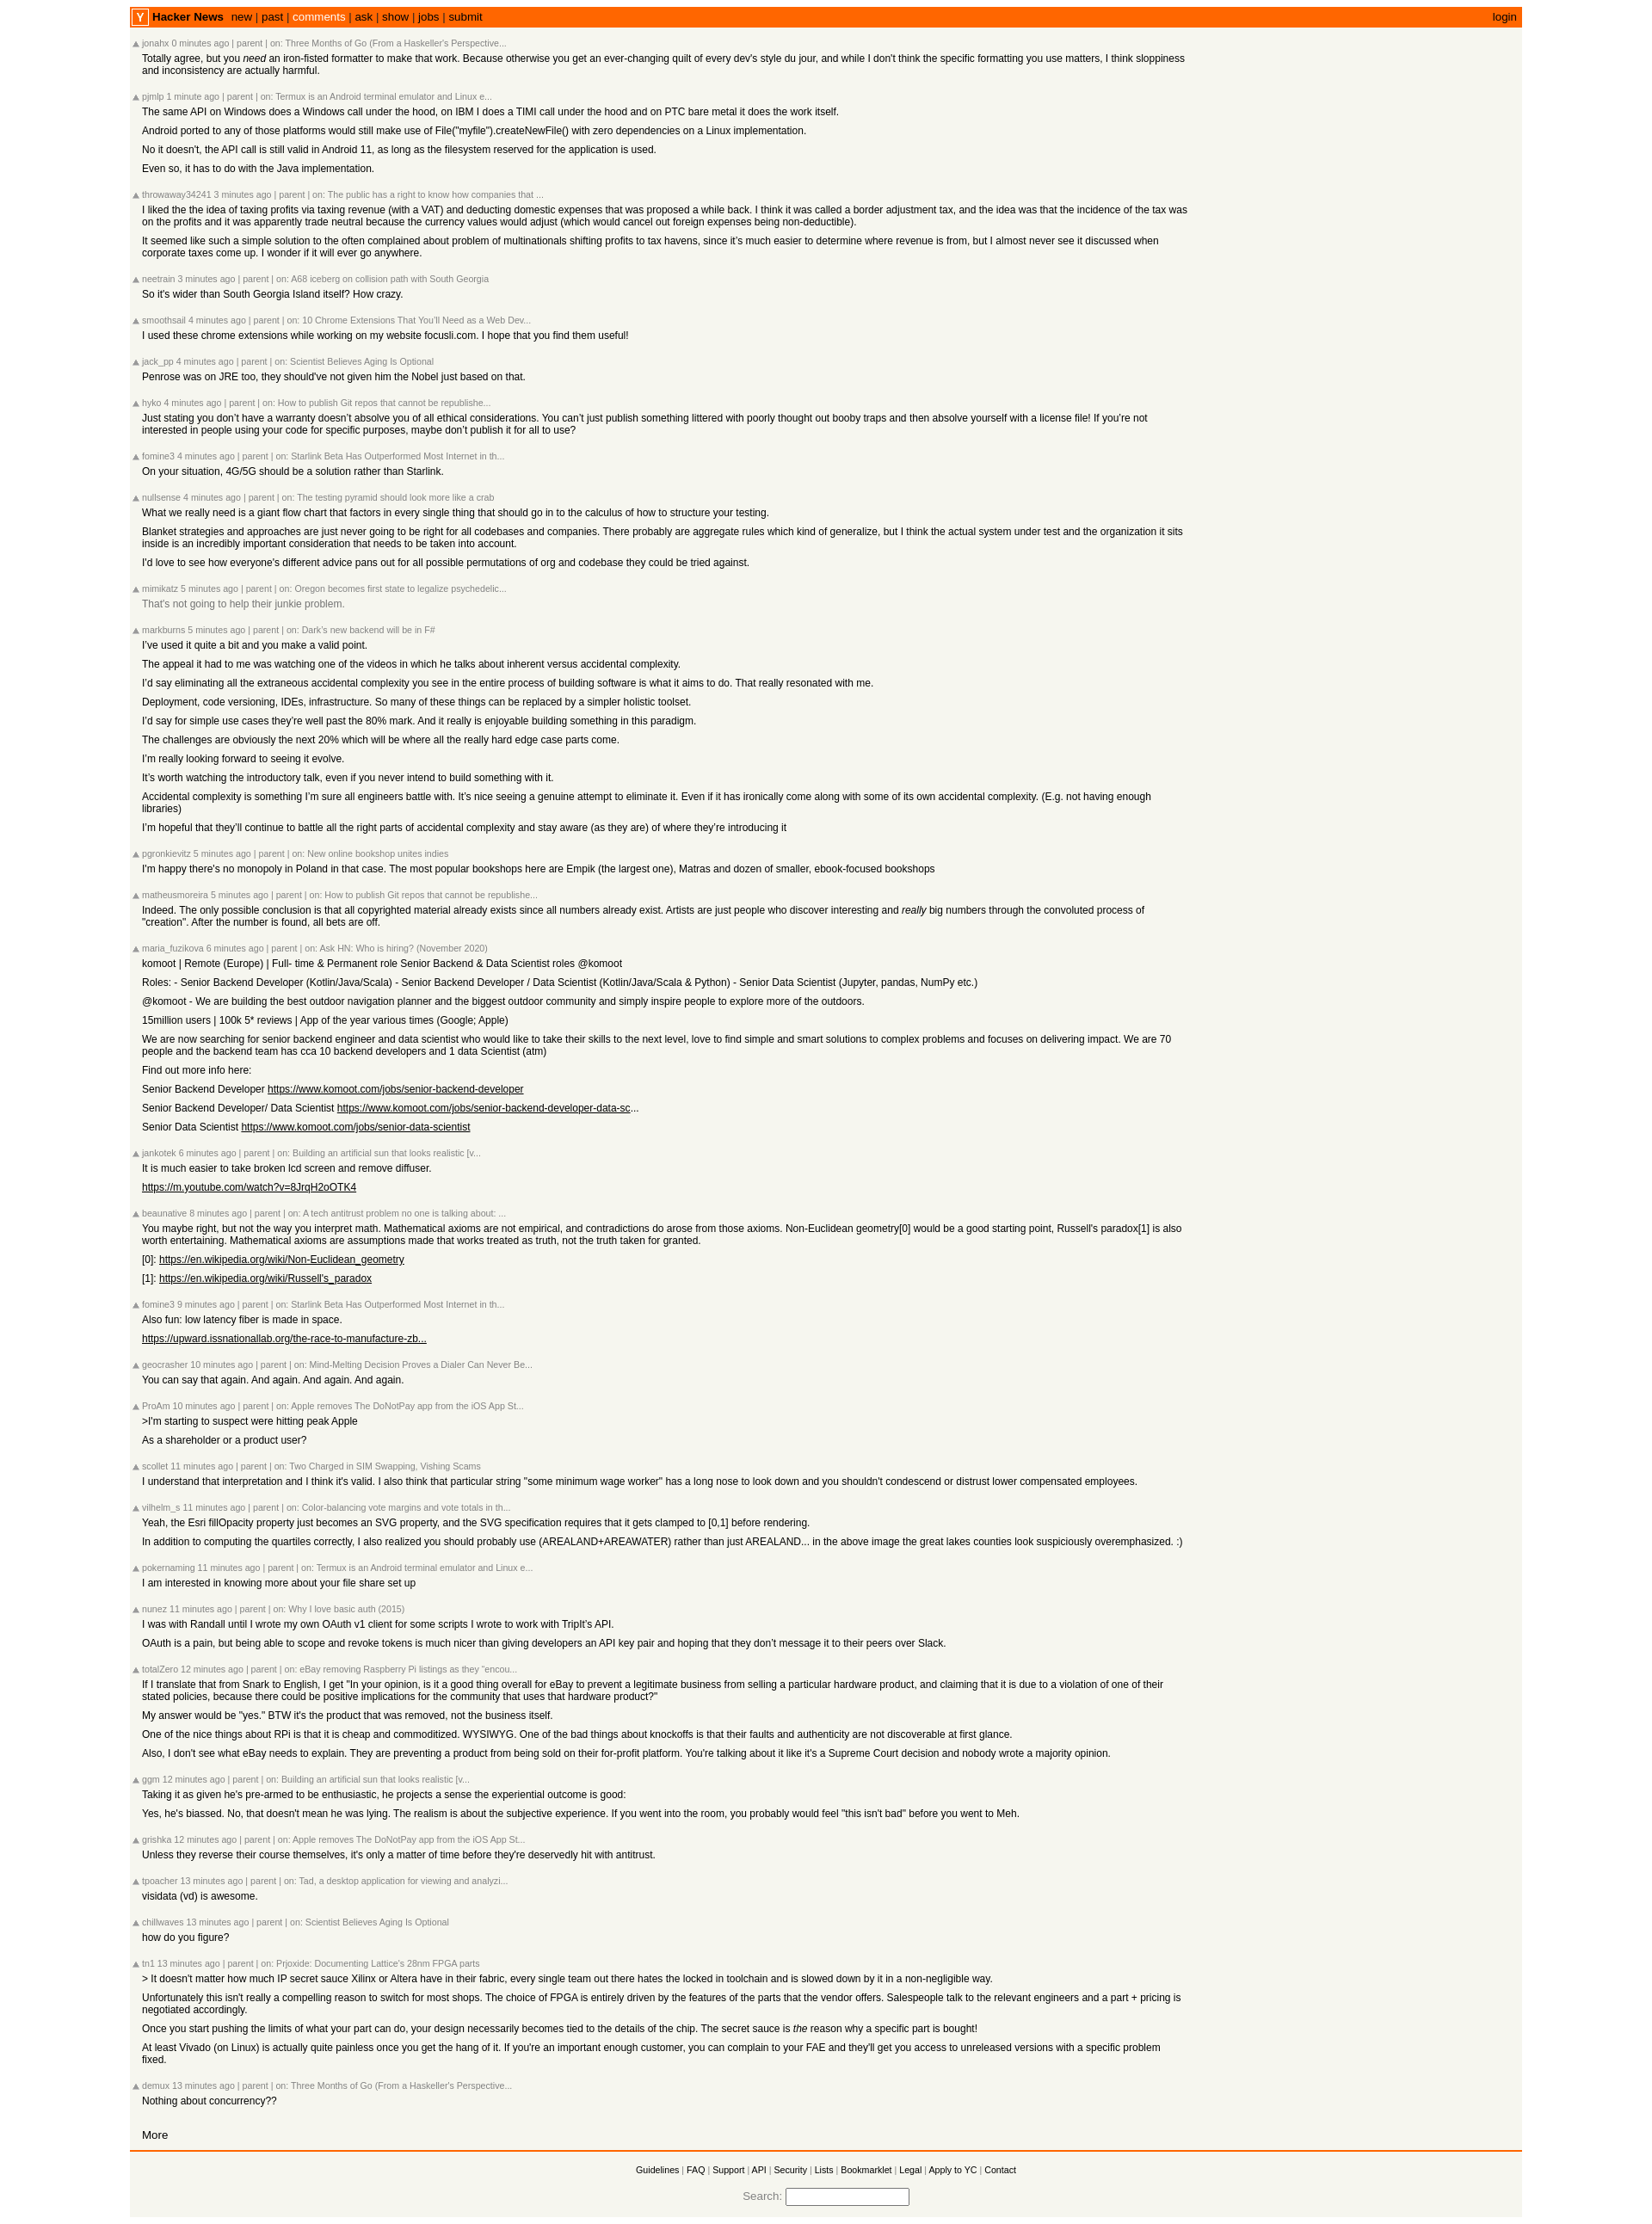 Y Hacker News new | past | comments | ask | show | jobs | submit login
jonahx 0 minutes ago | parent | on: Three Months of Go (From a Haskeller's Perspective...
Totally agree, but you need an iron-fisted formatter to make that work. Because otherwise you get an ever-changing quilt of every dev's style du jour, and while I don't think the specific formatting you use matters, I think sloppiness
and inconsistency are actually harmful.
pjmlp 1 minute ago | parent | on: Termux is an Android terminal emulator and Linux e...
The same API on Windows does a Windows call under the hood, on IBM I does a TIMI call under the hood and on PTC bare metal it does the work itself.
Android ported to any of those platforms would still make use of File("myfile").createNewFile() with zero dependencies on a Linux implementation.
No it doesn't, the API call is still valid in Android 11, as long as the filesystem reserved for the application is used.
Even so, it has to do with the Java implementation.
throwaway34241 3 minutes ago | parent | on: The public has a right to know how companies that ...
I liked the the idea of taxing profits via taxing revenue (with a VAT) and deducting domestic expenses that was proposed a while back. I think it was called a border adjustment tax, and the idea was that the incidence of the tax was
on the profits and it was apparently trade neutral because the currency values would adjust (which would cancel out foreign expenses being non-deductible).
It seemed like such a simple solution to the often complained about problem of multinationals shifting profits to tax havens, since it’s much easier to determine where revenue is from, but I almost never see it discussed when
corporate taxes come up. I wonder if it will ever go anywhere.
neetrain 3 minutes ago | parent | on: A68 iceberg on collision path with South Georgia
So it's wider than South Georgia Island itself? How crazy.
smoothsail 4 minutes ago | parent | on: 10 Chrome Extensions That You'll Need as a Web Dev...
I used these chrome extensions while working on my website focusli.com. I hope that you find them useful!
jack_pp 4 minutes ago | parent | on: Scientist Believes Aging Is Optional
Penrose was on JRE too, they should've not given him the Nobel just based on that.
hyko 4 minutes ago | parent | on: How to publish Git repos that cannot be republishe...
Just stating you don’t have a warranty doesn’t absolve you of all ethical considerations. You can’t just publish something littered with poorly thought out booby traps and then absolve yourself with a license file! If you’re not
interested in people using your code for specific purposes, maybe don’t publish it for all to use?
fomine3 4 minutes ago | parent | on: Starlink Beta Has Outperformed Most Internet in th...
On your situation, 4G/5G should be a solution rather than Starlink.
nullsense 4 minutes ago | parent | on: The testing pyramid should look more like a crab
What we really need is a giant flow chart that factors in every single thing that should go in to the calculus of how to structure your testing.
Blanket strategies and approaches are just never going to be right for all codebases and companies. There probably are aggregate rules which kind of generalize, but I think the actual system under test and the organization it sits
inside is an incredibly important consideration that needs to be taken into account.
I'd love to see how everyone's different advice pans out for all possible permutations of org and codebase they could be tried against.
mimikatz 5 minutes ago | parent | on: Oregon becomes first state to legalize psychedelic...
That's not going to help their junkie problem.
markburns 5 minutes ago | parent | on: Dark's new backend will be in F#
I’ve used it quite a bit and you make a valid point.
The appeal it had to me was watching one of the videos in which he talks about inherent versus accidental complexity.
I’d say eliminating all the extraneous accidental complexity you see in the entire process of building software is what it aims to do. That really resonated with me.
Deployment, code versioning, IDEs, infrastructure. So many of these things can be replaced by a simpler holistic toolset.
I’d say for simple use cases they’re well past the 80% mark. And it really is enjoyable building something in this paradigm.
The challenges are obviously the next 20% which will be where all the really hard edge case parts come.
I’m really looking forward to seeing it evolve.
It’s worth watching the introductory talk, even if you never intend to build something with it.
Accidental complexity is something I’m sure all engineers battle with. It’s nice seeing a genuine attempt to eliminate it. Even if it has ironically come along with some of its own accidental complexity. (E.g. not having enough
libraries)
I’m hopeful that they’ll continue to battle all the right parts of accidental complexity and stay aware (as they are) of where they’re introducing it
pgronkievitz 5 minutes ago | parent | on: New online bookshop unites indies
I'm happy there's no monopoly in Poland in that case. The most popular bookshops here are Empik (the largest one), Matras and dozen of smaller, ebook-focused bookshops
matheusmoreira 5 minutes ago | parent | on: How to publish Git repos that cannot be republishe...
Indeed. The only possible conclusion is that all copyrighted material already exists since all numbers already exist. Artists are just people who discover interesting and really big numbers through the convoluted process of
"creation". After the number is found, all bets are off.
maria_fuzikova 6 minutes ago | parent | on: Ask HN: Who is hiring? (November 2020)
komoot | Remote (Europe) | Full- time & Permanent role Senior Backend & Data Scientist roles @komoot
Roles: - Senior Backend Developer (Kotlin/Java/Scala) - Senior Backend Developer / Data Scientist (Kotlin/Java/Scala & Python) - Senior Data Scientist (Jupyter, pandas, NumPy etc.)
@komoot - We are building the best outdoor navigation planner and the biggest outdoor community and simply inspire people to explore more of the outdoors.
15million users | 100k 5* reviews | App of the year various times (Google; Apple)
We are now searching for senior backend engineer and data scientist who would like to take their skills to the next level, love to find simple and smart solutions to complex problems and focuses on delivering impact. We are 70
people and the backend team has cca 10 backend developers and 1 data Scientist (atm)
Find out more info here:
Senior Backend Developer https://www.komoot.com/jobs/senior-backend-developer
Senior Backend Developer/ Data Scientist https://www.komoot.com/jobs/senior-backend-developer-data-sc...
Senior Data Scientist https://www.komoot.com/jobs/senior-data-scientist
jankotek 6 minutes ago | parent | on: Building an artificial sun that looks realistic [v...
It is much easier to take broken lcd screen and remove diffuser.
https://m.youtube.com/watch?v=8JrqH2oOTK4
beaunative 8 minutes ago | parent | on: A tech antitrust problem no one is talking about: ...
You maybe right, but not the way you interpret math. Mathematical axioms are not empirical, and contradictions do arose from those axioms. Non-Euclidean geometry[0] would be a good starting point, Russell's paradox[1] is also
worth entertaining. Mathematical axioms are assumptions made that works treated as truth, not the truth taken for granted.
[0]: https://en.wikipedia.org/wiki/Non-Euclidean_geometry
[1]: https://en.wikipedia.org/wiki/Russell's_paradox
fomine3 9 minutes ago | parent | on: Starlink Beta Has Outperformed Most Internet in th...
Also fun: low latency fiber is made in space.
https://upward.issnationallab.org/the-race-to-manufacture-zb...
geocrasher 10 minutes ago | parent | on: Mind-Melting Decision Proves a Dialer Can Never Be...
You can say that again. And again. And again. And again.
ProAm 10 minutes ago | parent | on: Apple removes The DoNotPay app from the iOS App St...
>I'm starting to suspect were hitting peak Apple
As a shareholder or a product user?
scollet 11 minutes ago | parent | on: Two Charged in SIM Swapping, Vishing Scams
I understand that interpretation and I think it's valid. I also think that particular string "some minimum wage worker" has a long nose to look down and you shouldn't condescend or distrust lower compensated employees.
vilhelm_s 11 minutes ago | parent | on: Color-balancing vote margins and vote totals in th...
Yeah, the Esri fillOpacity property just becomes an SVG property, and the SVG specification requires that it gets clamped to [0,1] before rendering.
In addition to computing the quartiles correctly, I also realized you should probably use (AREALAND+AREAWATER) rather than just AREALAND... in the above image the great lakes counties look suspiciously overemphasized. :)
pokernaming 11 minutes ago | parent | on: Termux is an Android terminal emulator and Linux e...
I am interested in knowing more about your file share set up
nunez 11 minutes ago | parent | on: Why I love basic auth (2015)
I was with Randall until I wrote my own OAuth v1 client for some scripts I wrote to work with TripIt’s API.
OAuth is a pain, but being able to scope and revoke tokens is much nicer than giving developers an API key pair and hoping that they don’t message it to their peers over Slack.
totalZero 12 minutes ago | parent | on: eBay removing Raspberry Pi listings as they "encou...
If I translate that from Snark to English, I get "In your opinion, is it a good thing overall for eBay to prevent a legitimate business from selling a particular hardware product, and claiming that it is due to a violation of one of their
stated policies, because there could be positive implications for the community that uses that hardware product?"
My answer would be "yes." BTW it's the product that was removed, not the business itself.
One of the nice things about RPi is that it is cheap and commoditized. WYSIWYG. One of the bad things about knockoffs is that their faults and authenticity are not discoverable at first glance.
Also, I don't see what eBay needs to explain. They are preventing a product from being sold on their for-profit platform. You're talking about it like it's a Supreme Court decision and nobody wrote a majority opinion.
ggm 12 minutes ago | parent | on: Building an artificial sun that looks realistic [v...
Taking it as given he's pre-armed to be enthusiastic, he projects a sense the experiential outcome is good:
Yes, he's biassed. No, that doesn't mean he was lying. The realism is about the subjective experience. If you went into the room, you probably would feel "this isn't bad" before you went to Meh.
grishka 12 minutes ago | parent | on: Apple removes The DoNotPay app from the iOS App St...
Unless they reverse their course themselves, it's only a matter of time before they're deservedly hit with antitrust.
tpoacher 13 minutes ago | parent | on: Tad, a desktop application for viewing and analyzi...
visidata (vd) is awesome.
chillwaves 13 minutes ago | parent | on: Scientist Believes Aging Is Optional
how do you figure?
tn1 13 minutes ago | parent | on: Prjoxide: Documenting Lattice's 28nm FPGA parts
> It doesn't matter how much IP secret sauce Xilinx or Altera have in their fabric, every single team out there hates the locked in toolchain and is slowed down by it in a non-negligible way.
Unfortunately this isn't really a compelling reason to switch for most shops. The choice of FPGA is entirely driven by the features of the parts that the vendor offers. Salespeople talk to the relevant engineers and a part + pricing is
negotiated accordingly.
Once you start pushing the limits of what your part can do, your design necessarily becomes tied to the details of the chip. The secret sauce is the reason why a specific part is bought!
At least Vivado (on Linux) is actually quite painless once you get the hang of it. If you're an important enough customer, you can complain to your FAE and they'll get you access to unreleased versions with a specific problem
fixed.
demux 13 minutes ago | parent | on: Three Months of Go (From a Haskeller's Perspective...
Nothing about concurrency??
More
Guidelines | FAQ | Support | API | Security | Lists | Bookmarklet | Legal | Apply to YC | Contact
Search: